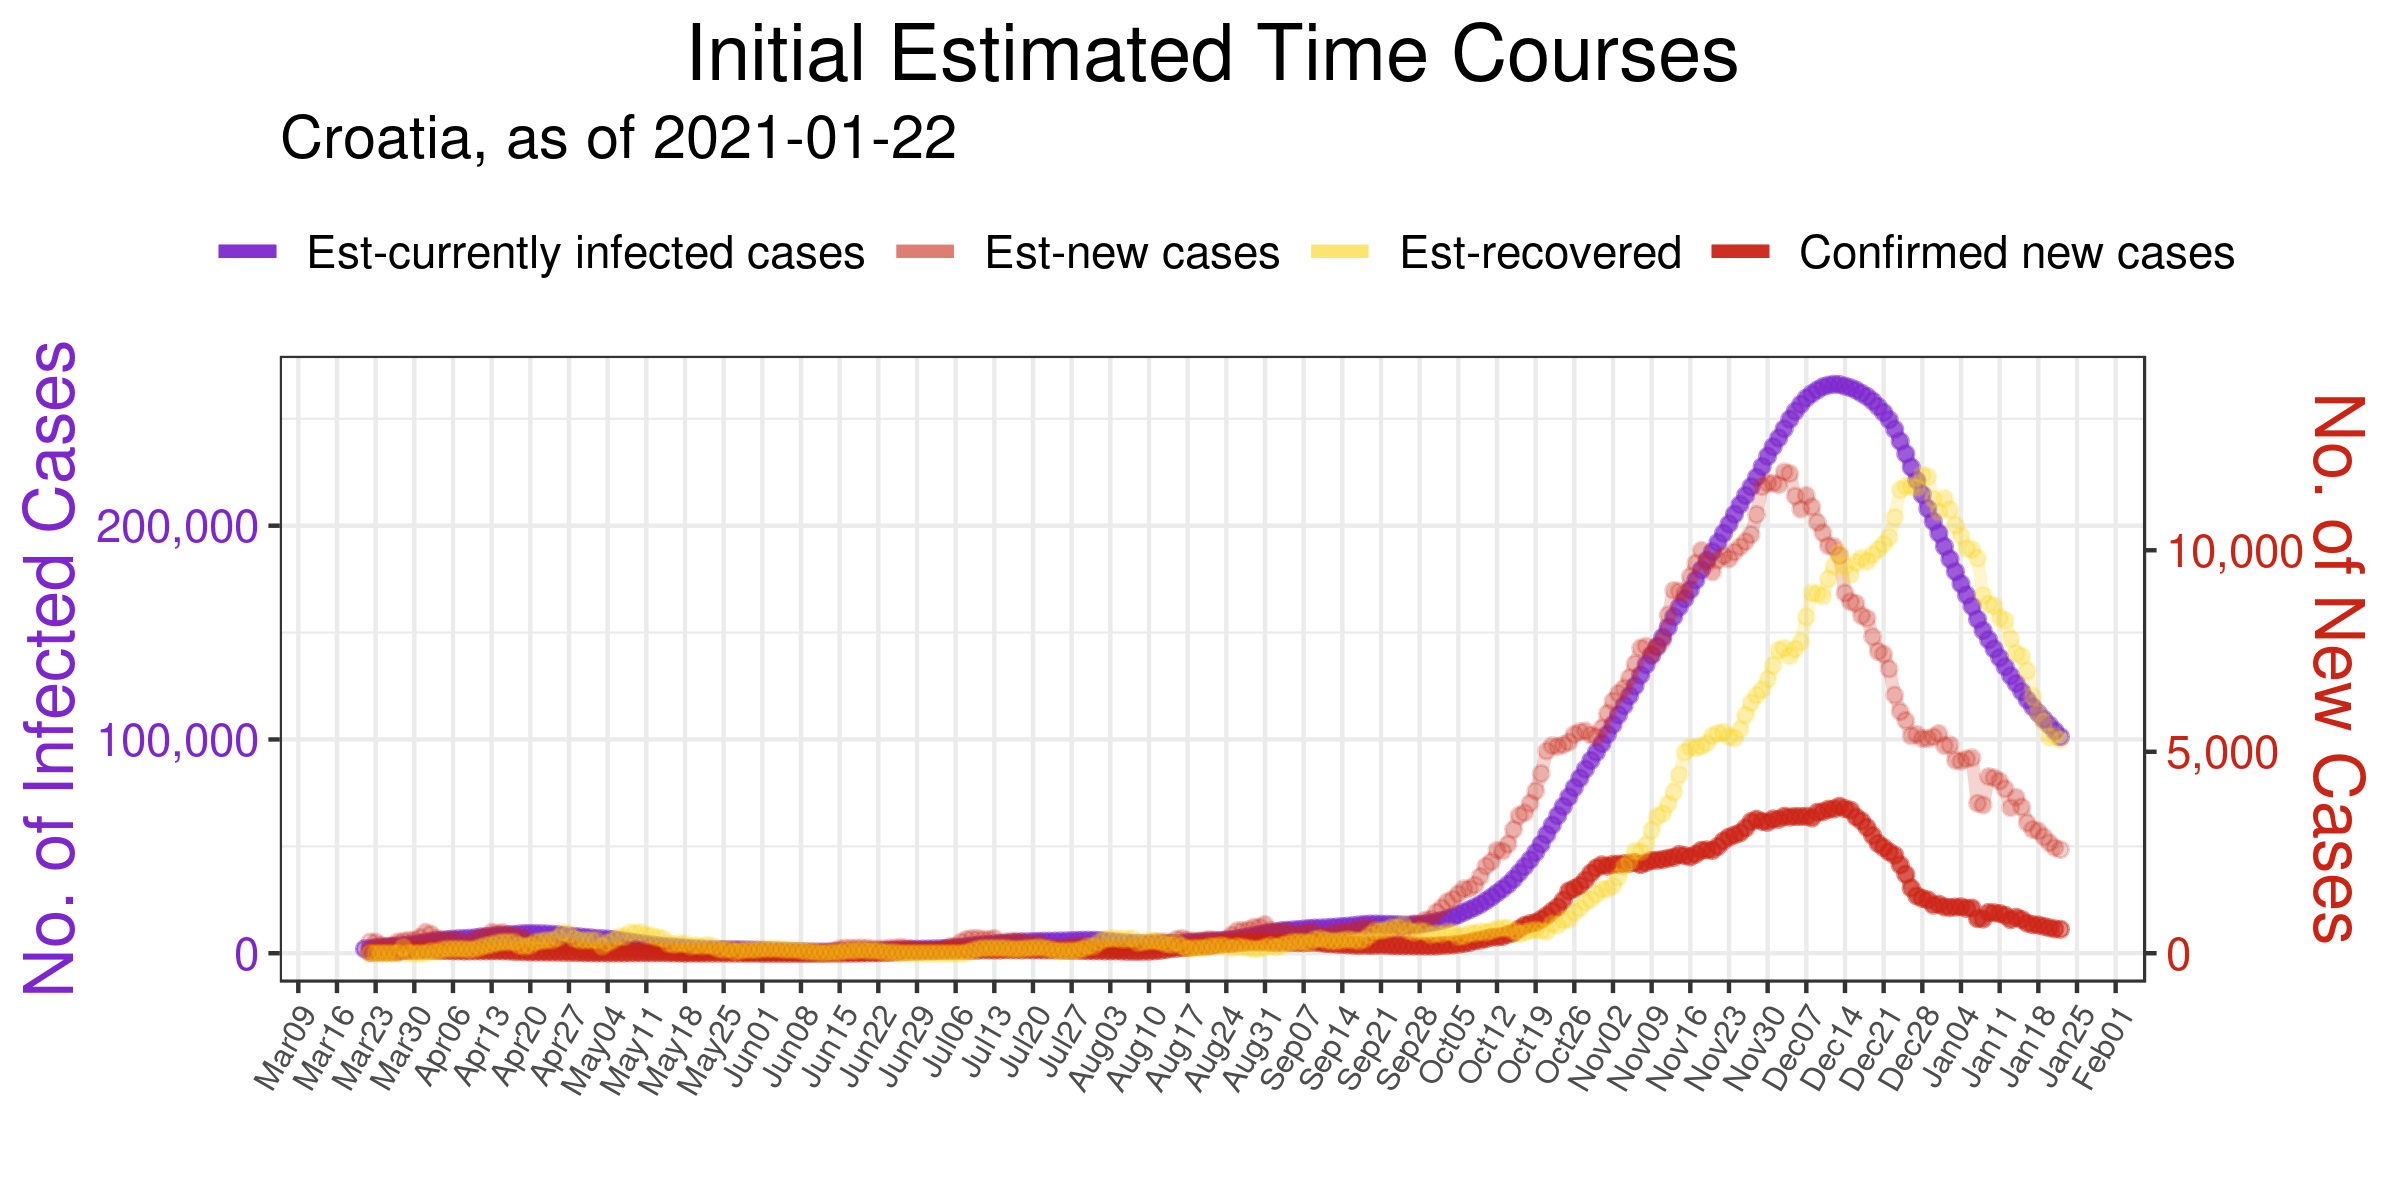 Initial Estimated Time Courses
Croatia, as of 2021-01-22
Est-currently infected cases Est-new cases Est-recovered Confirmed new cases
No. of Infected Cases
200,000
100,000
0
10,000
5,000
0
No. of New Cases
Mar09 Mar16 Mar23 Mar30 Apr06 Apr13 Apr20 Apr27 May04 May11 May18 May25 Jun01 Jun08 Jun15 Jun22 Jun29 Jul06 Jul13 Jul20 Jul27 Aug03 Aug10 Aug17 Aug24 Aug31 Sep07 Sep14 Sep21 Sep28 Oct05 Oct12 Oct19 Oct26 Nov02 Nov09 Nov16 Nov23 Nov30 Dec07 Dec14 Dec21 Dec28 Jan04 Jan11 Jan18 Jan25 Feb01